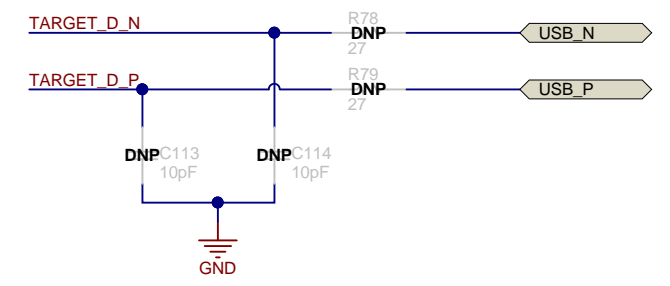 TARGET_D_N
R78
DNP
27
USB_N
TARGET_D_P
R79
DNP
27
USB_P
DNP C113
10pF
DNP C114
10pF
GND